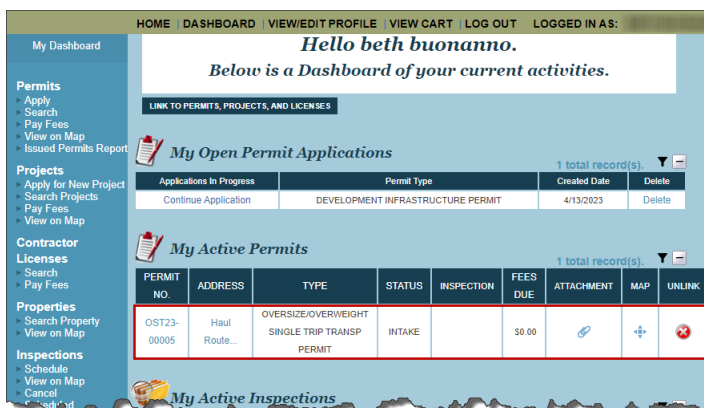 HOME | DASHBOARD | VIEW/EDIT PROFILE | VIEW CART | LOG OUT LOGGED IN AS:
My Dashboard
Permits
Apply
Search
Pay Fees
View on Map
Issued Permits Report
Projects
Apply for New Project
Search Projects
Pay Fees
View on Map
Contractor
Licenses
Search
Pay Fees
Properties
Search Property
View on Map
Inspections
Schedule
View on Map
Cancel
Scheduled
Hello beth buonanno.
Below is a Dashboard of your current activities.
LINK TO PERMITS, PROJECTS, AND LICENSES
My Open Permit Applications
1 total record(s).
Applications In Progress Permit Type Created Date Delete
Continue Application DEVELOPMENT INFRASTRUCTURE PERMIT 4/13/2023 Delete
My Active Permits
1 total record(s).
PERMIT NO. ADDRESS TYPE STATUS INSPECTION FEES DUE ATTACHMENT MAP UNLINK
OST23-00005 Haul Route... OVERSIZE/OVERWEIGHT SINGLE TRIP TRANSP PERMIT INTAKE $0.00
My Active Inspections